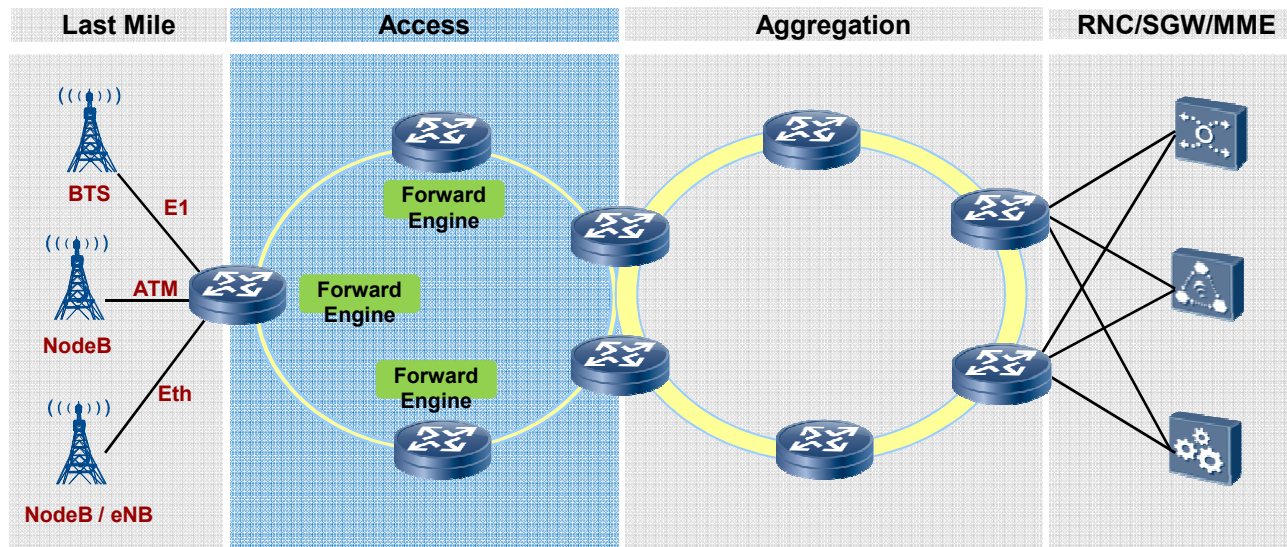 Last Mile
Access
Aggregation
RNC/SGW/MME
BTS
E1
Forward
Engine
ATM
NodeB
Forward
Engine
Eth
Forward
Engine
NodeB / eNB